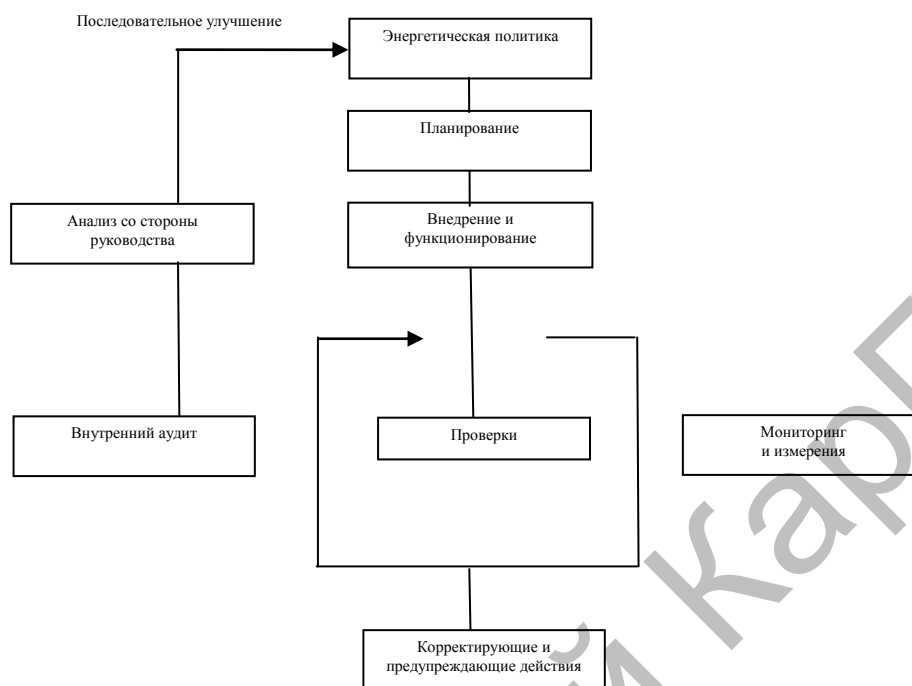 Последовательное улучшение
Энергетическая политика
Планирование
Анализ со стороны
руководства
Внедрение и
функционирование
Внутренний аудит
Проверки
Мониторинг
и измерения
Корректирующие и
предупреждающие действия